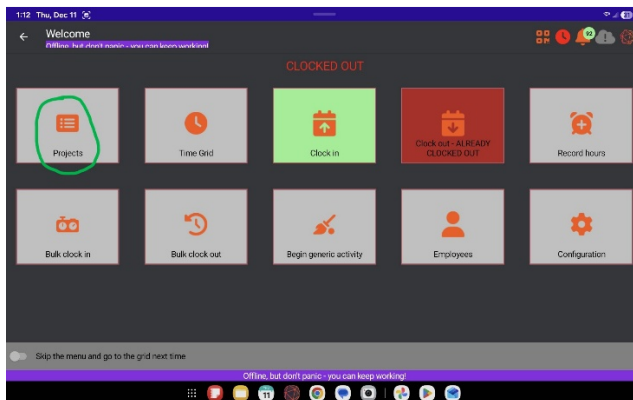 1:12 Thu, Dec 11
Welcome
Offline, but don't panic - you can keep working!
92
CLOCKED OUT
Projects
Time Grid
Clock in
Clock out - ALREADY
CLOCKED OUT
Record hours
Bulk clock in
Bulk clock out
Begin generic activity
Employees
Configuration
Skip the menu and go to the grid next time
Offline, but don't panic - you can keep working!
11